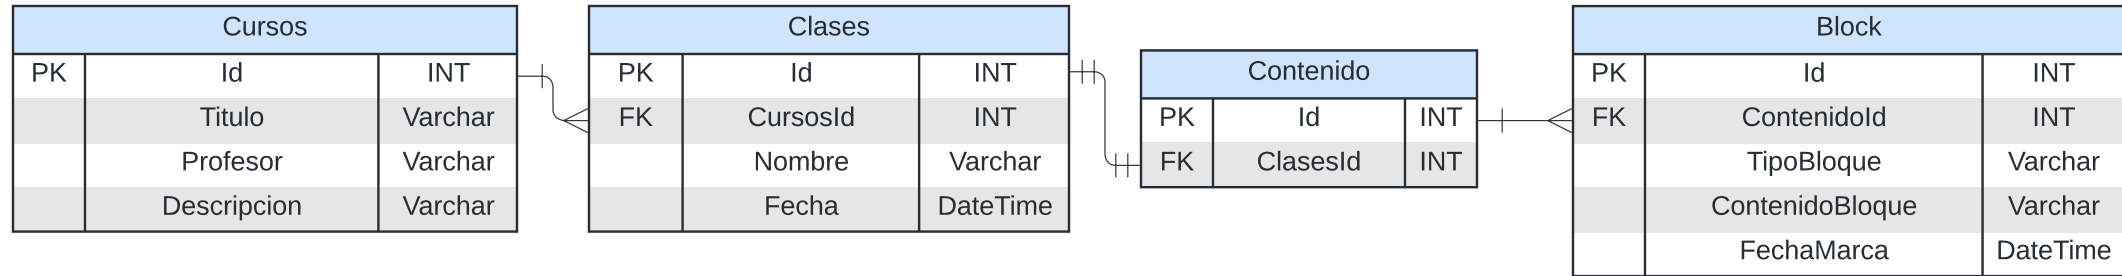 Cursos
PK Id INT
Titulo Varchar
Profesor Varchar
Descripcion Varchar
Clases
PK Id INT
FK CursosId INT
Nombre Varchar
Fecha DateTime
Contenido
PK Id INT
FK ClasesId INT
Block
PK Id INT
FK ContenidoId INT
TipoBloque Varchar
ContenidoBloque Varchar
FechaMarca DateTime